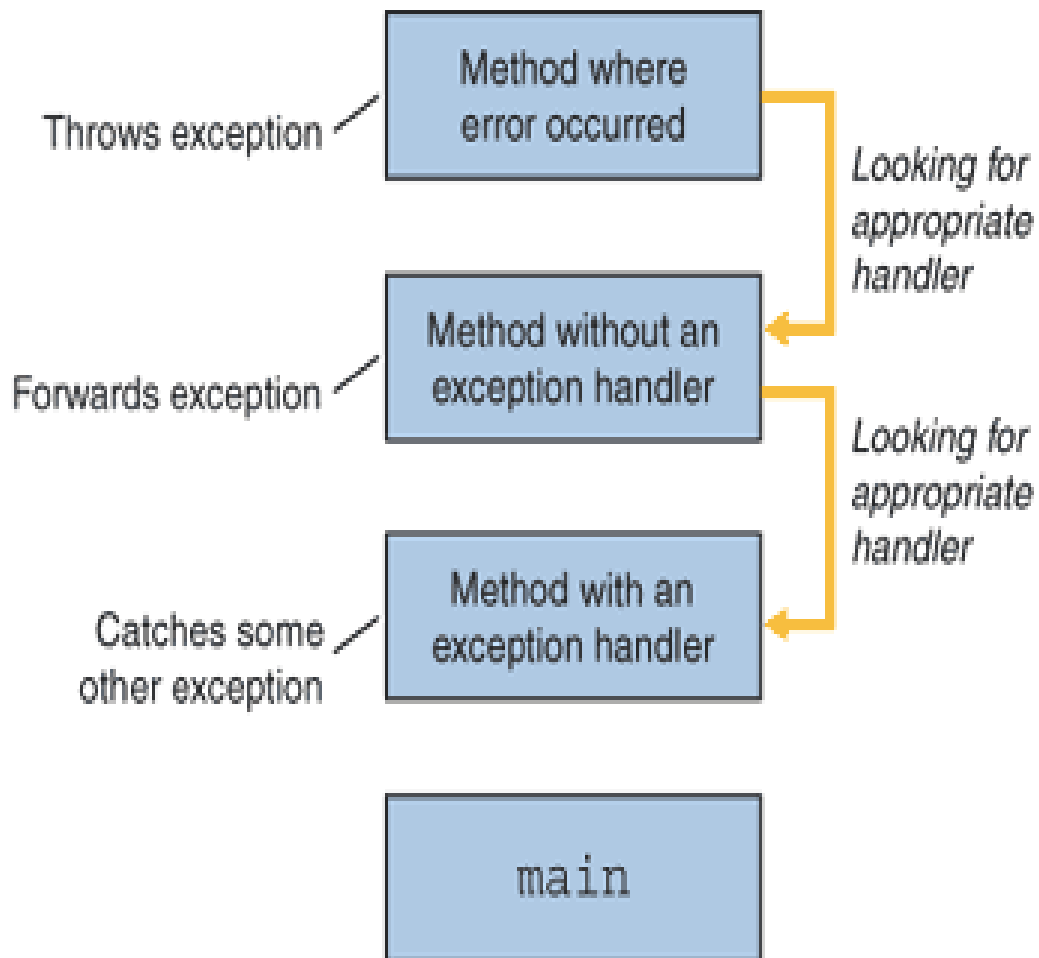 Method where
error occurred
Throws exception
Looking for
appropriate
handler
Method without an
exception handler
Forwards exception
Looking for
appropriate
handler
Method with an
exception handler
Catches some
other exception
main